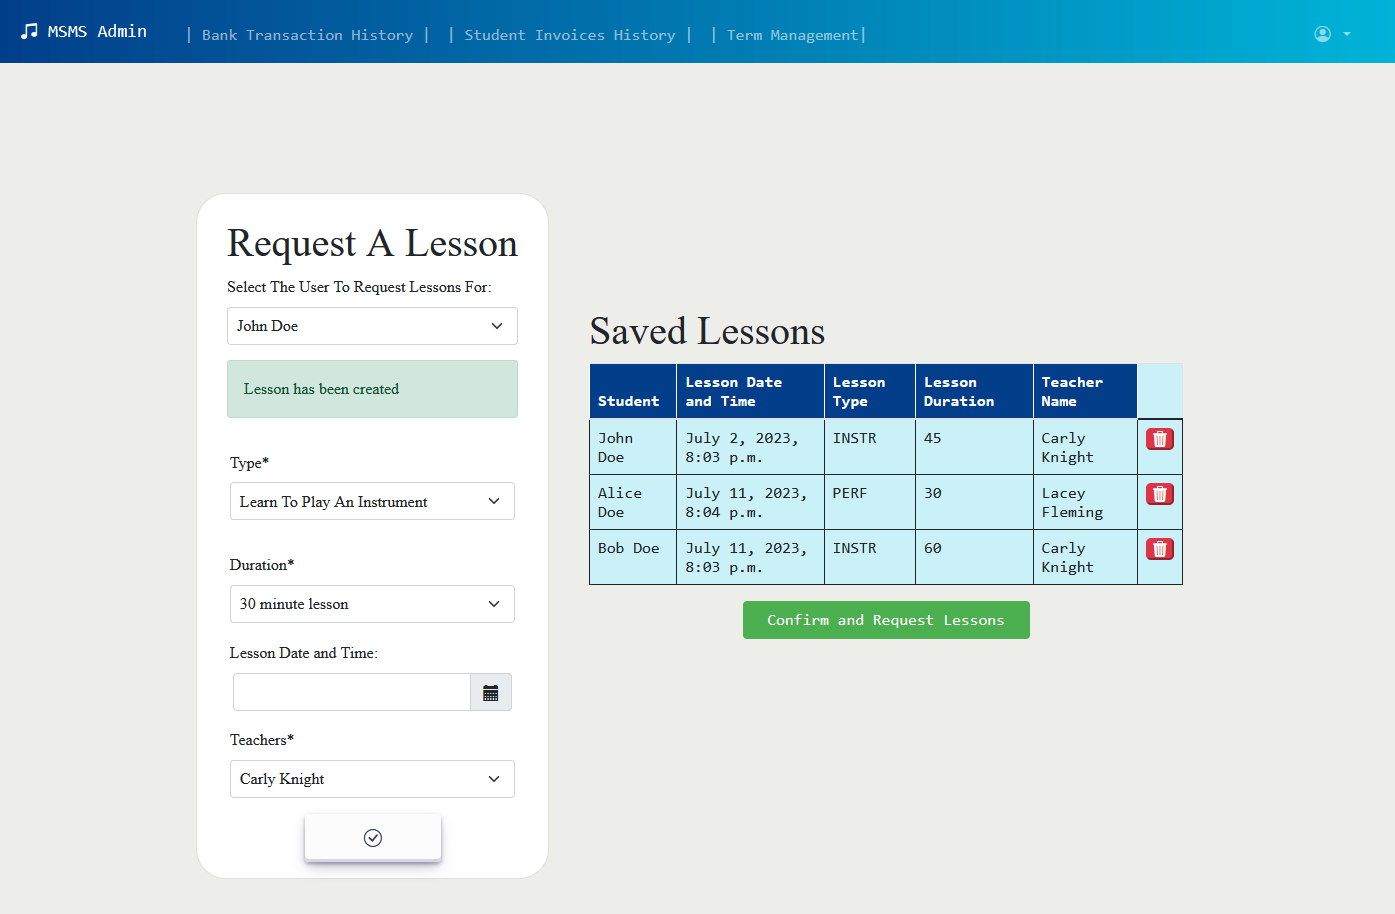 MSMS Admin | Bank Transaction History | | Student Invoices History | | Term Management|
Request A Lesson
Select The User To Request Lessons For:
John Doe
Lesson has been created
Type*
Learn To Play An Instrument
Duration*
30 minute lesson
Lesson Date and Time:
Teachers*
Carly Knight
Saved Lessons
Student Lesson Date and Time Lesson Type Lesson Duration Teacher Name
John Doe July 2, 2023, 8:03 p.m. INSTR 45 Carly Knight
Alice Doe July 11, 2023, 8:04 p.m. PERF 30 Lacey Fleming
Bob Doe July 11, 2023, 8:03 p.m. INSTR 60 Carly Knight
Confirm and Request Lessons